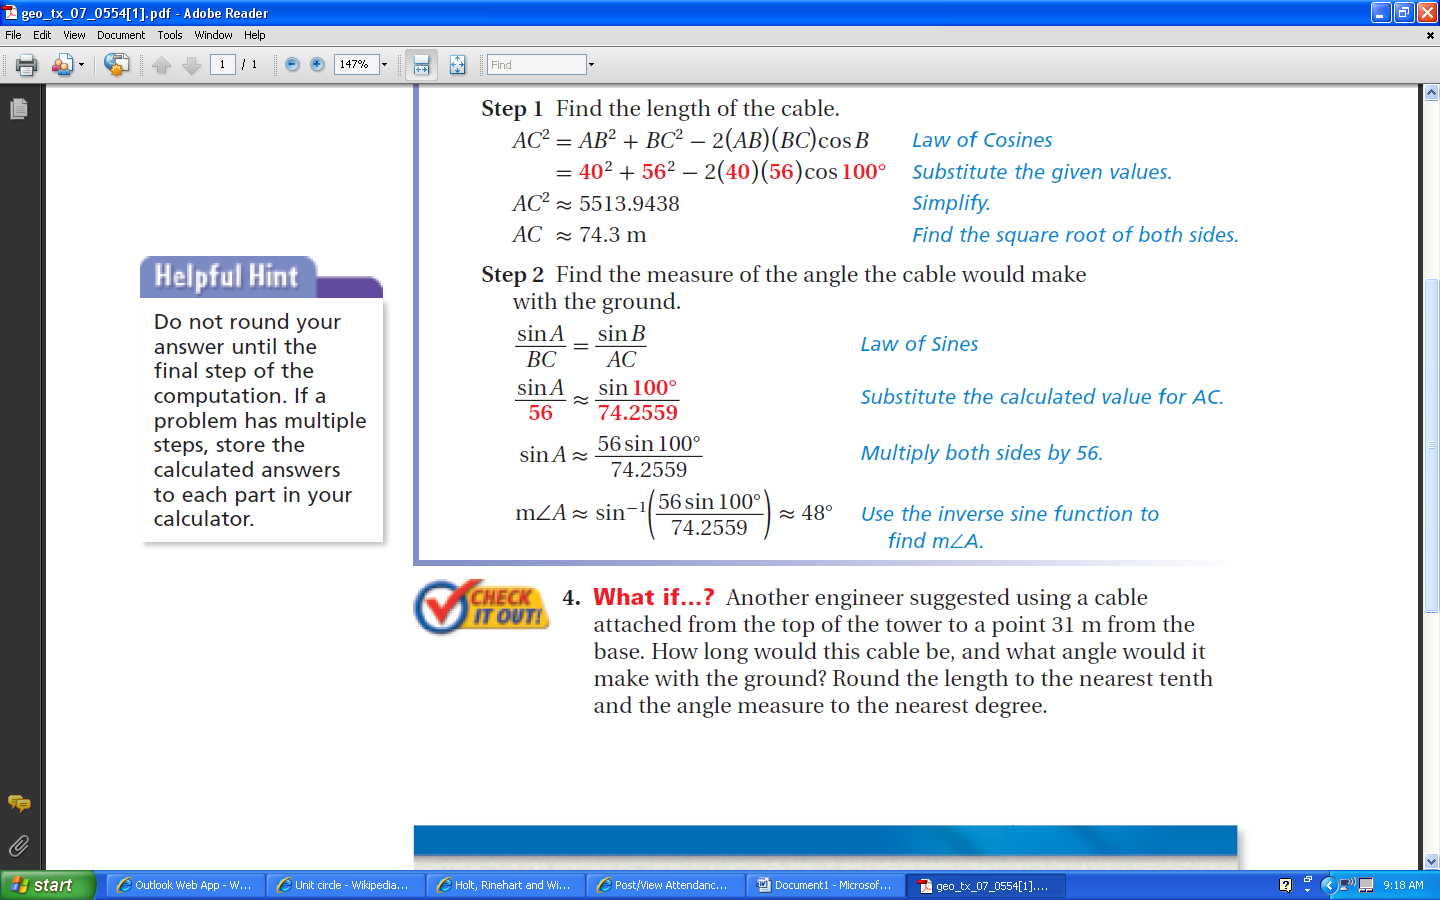 geo_tx_07_0554[1].pdf - Adobe Reader
File Edit View Document Tools Window Help
1 / 1 147% Find
Step 1 Find the length of the cable.
AC² = AB² + BC² − 2(AB)(BC)cos B Law of Cosines
= 40² + 56² − 2(40)(56)cos 100° Substitute the given values.
AC² ≈ 5513.9438 Simplify.
AC ≈ 74.3 m Find the square root of both sides.
Step 2 Find the measure of the angle the cable would make
with the ground.
sin A/BC = sin B/AC Law of Sines
sin A/56 ≈ sin 100°/74.2559 Substitute the calculated value for AC.
sin A ≈ 56 sin 100°/74.2559 Multiply both sides by 56.
m∠A ≈ sin⁻¹(56 sin 100°/74.2559) ≈ 48° Use the inverse sine function to
find m∠A.
Helpful Hint
Do not round your
answer until the
final step of the
computation. If a
problem has multiple
steps, store the
calculated answers
to each part in your
calculator.
CHECK
IT OUT!
4. What if...? Another engineer suggested using a cable
attached from the top of the tower to a point 31 m from the
base. How long would this cable be, and what angle would it
make with the ground? Round the length to the nearest tenth
and the angle measure to the nearest degree.
start Outlook Web App - W... Unit circle - Wikipedia... Holt, Rinehart and Wi... Post/View Attendanc... Document1 - Microsof... geo_tx_07_0554[1].... 9:18 AM